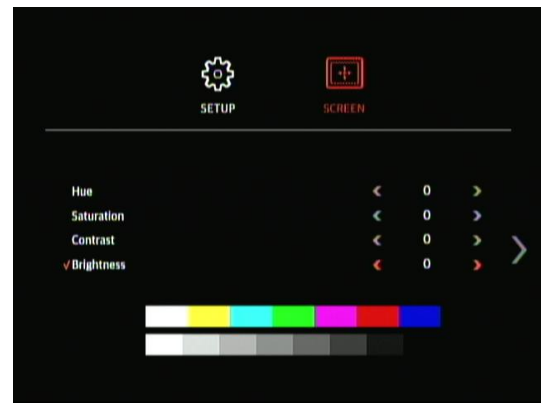 SETUP SCREEN
Hue < 0 >
Saturation < 0 >
Contrast < 0 >
√Brightness < 0 >